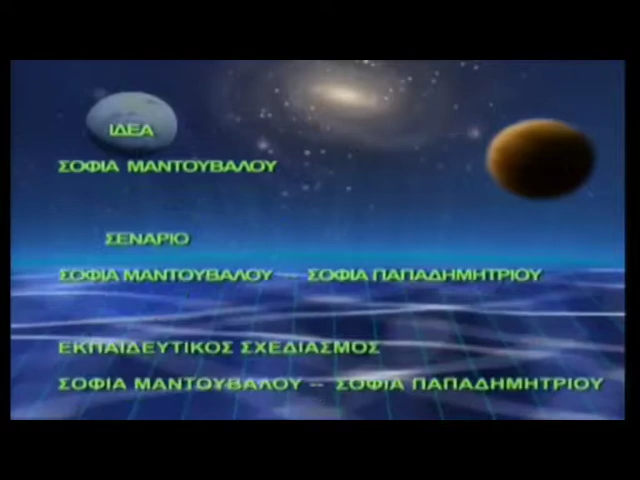 ΙΔΕΑ
ΣΟΦΙΑ ΜΑΝΤΟΥΒΑΛΟΥ
ΣΕΝΑΡΙΟ
ΣΟΦΙΑ ΜΑΝΤΟΥΒΑΛΟΥ -- ΣΟΦΙΑ ΠΑΠΑΔΗΜΗΤΡΙΟΥ
ΕΚΠΑΙΔΕΥΤΙΚΟΣ ΣΧΕΔΙΑΣΜΟΣ
ΣΟΦΙΑ ΜΑΝΤΟΥΒΑΛΟΥ -- ΣΟΦΙΑ ΠΑΠΑΔΗΜΗΤΡΙΟΥ